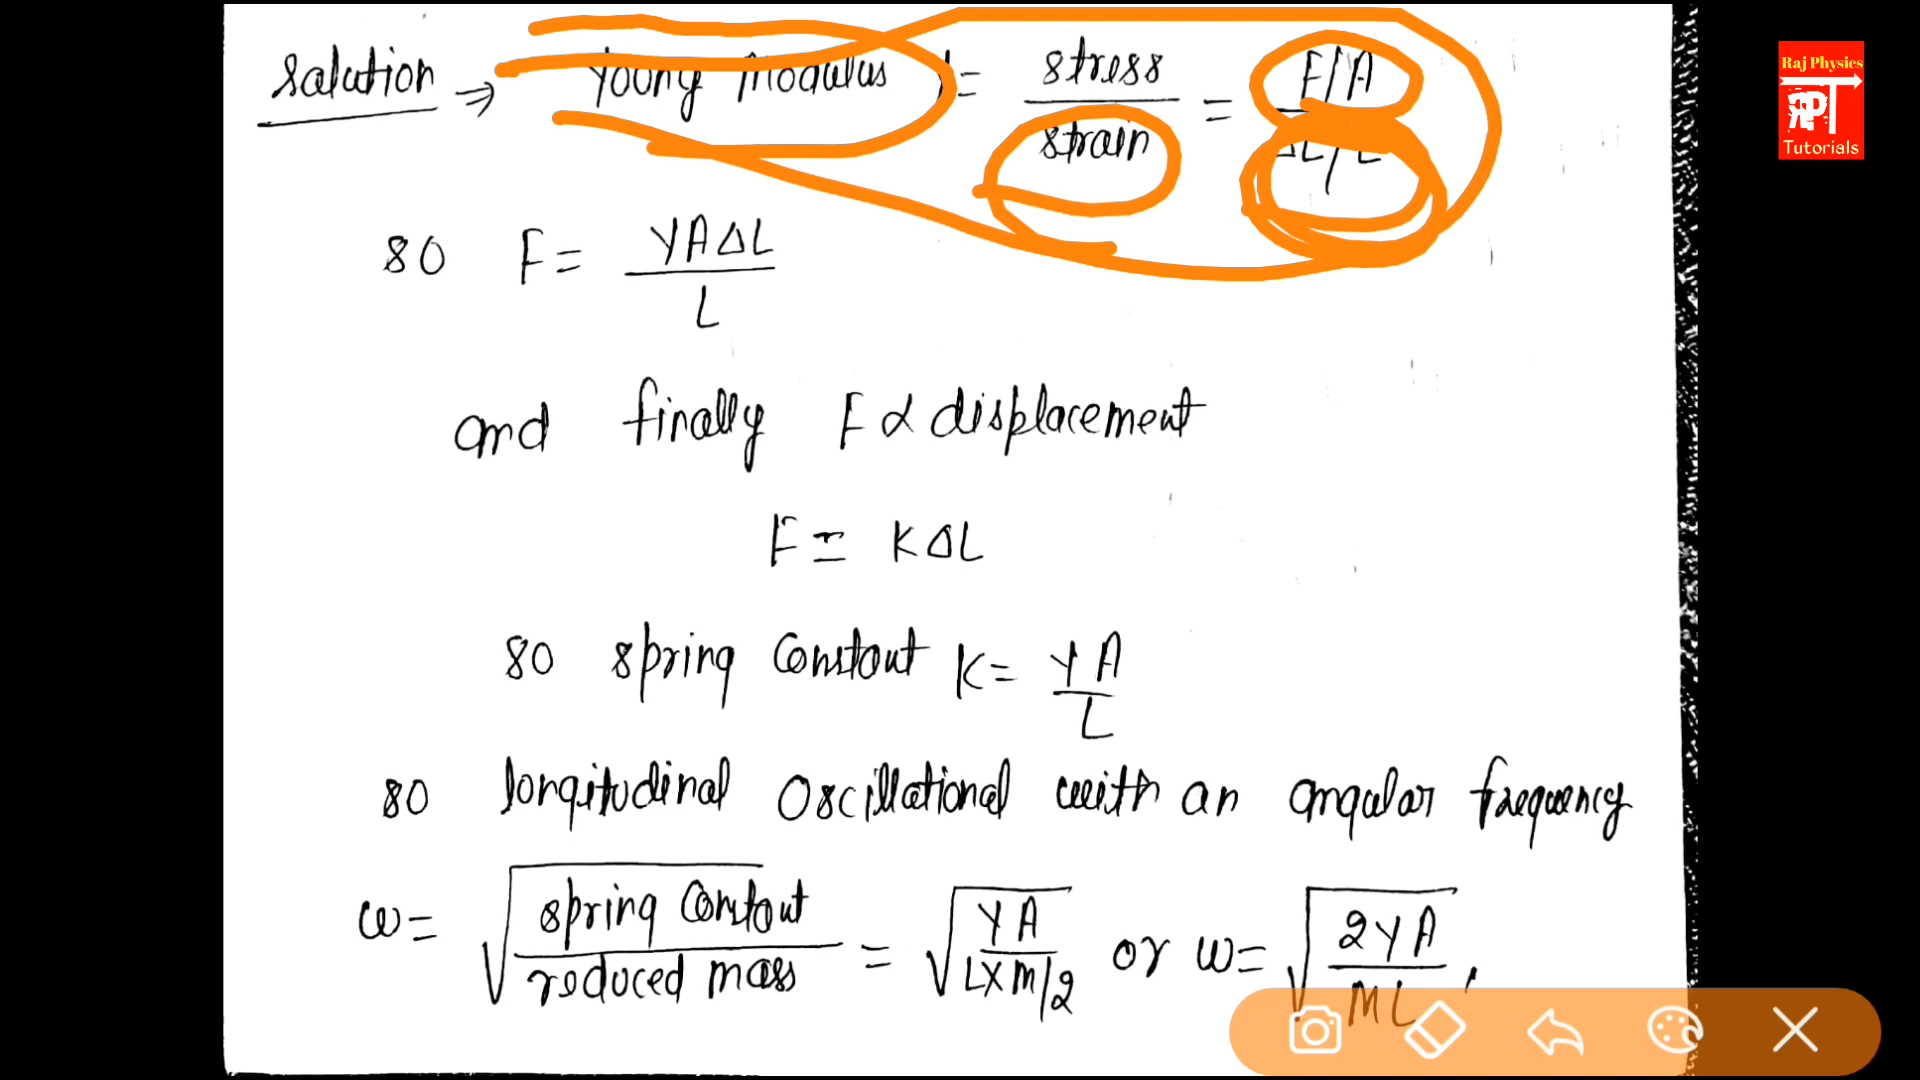 Raj Physics
RPT
Tutorials
Salution ⇒ Young Modulus Y = stress / strain = F/A / ΔL/L
so F = YAΔL / L
and finally F α displacement
F = KΔL
so spring constant K = YA / L
so longitudinal oscillational with an angular frequency
ω = √(spring constant / reduced mass) = √(YA / L×M/2) or ω = √(2YA / ML),